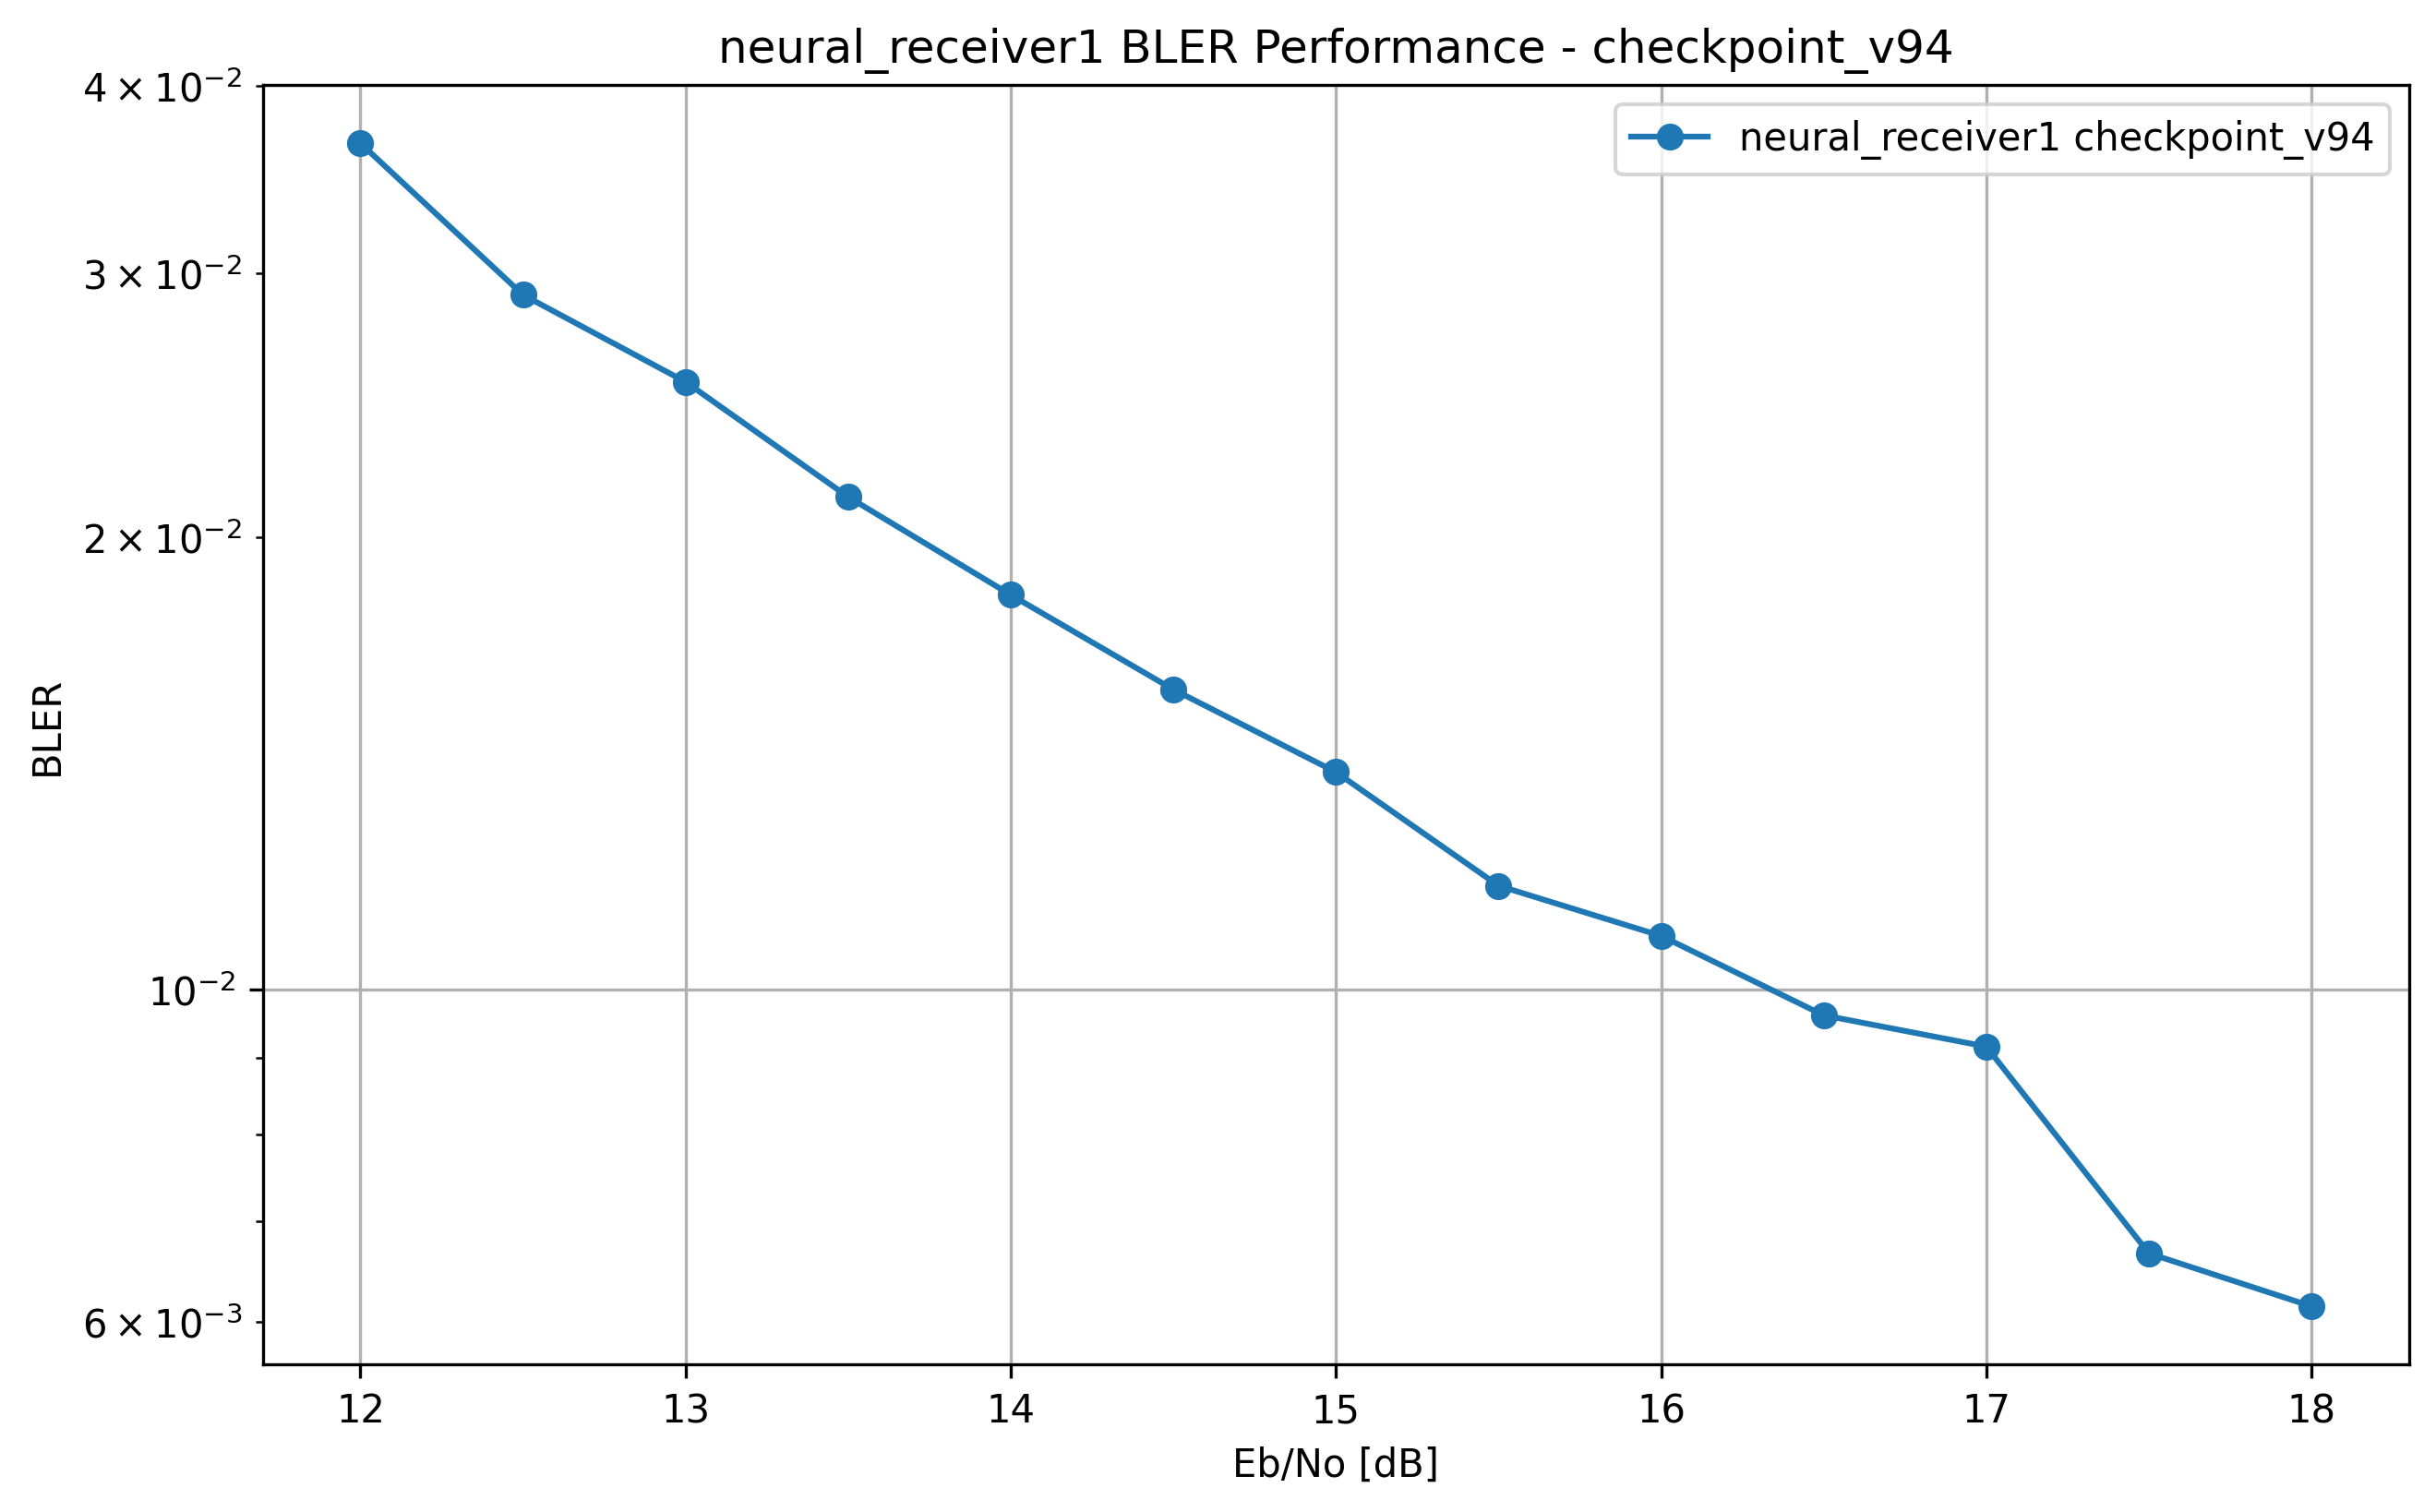 neural_receiver1 BLER Performance - checkpoint_v94
neural_receiver1 checkpoint_v94
4×10⁻²
3×10⁻²
2×10⁻²
10⁻²
6×10⁻³
BLER
12 13 14 15 16 17 18
Eb/No [dB]